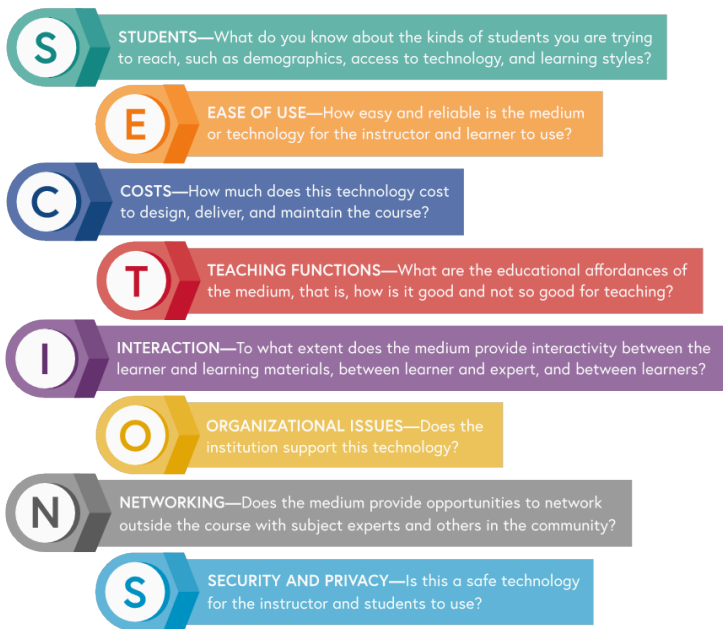 S
STUDENTS—What do you know about the kinds of students you are trying
to reach, such as demographics, access to technology, and learning styles?
E
EASE OF USE—How easy and reliable is the medium
or technology for the instructor and learner to use?
C
COSTS—How much does this technology cost
to design, deliver, and maintain the course?
T
TEACHING FUNCTIONS—What are the educational affordances of
the medium, that is, how is it good and not so good for teaching?
I
INTERACTION—To what extent does the medium provide interactivity between the
learner and learning materials, between learner and expert, and between learners?
O
ORGANIZATIONAL ISSUES—Does the
institution support this technology?
N
NETWORKING—Does the medium provide opportunities to network
outside the course with subject experts and others in the community?
S
SECURITY AND PRIVACY—Is this a safe technology
for the instructor and students to use?